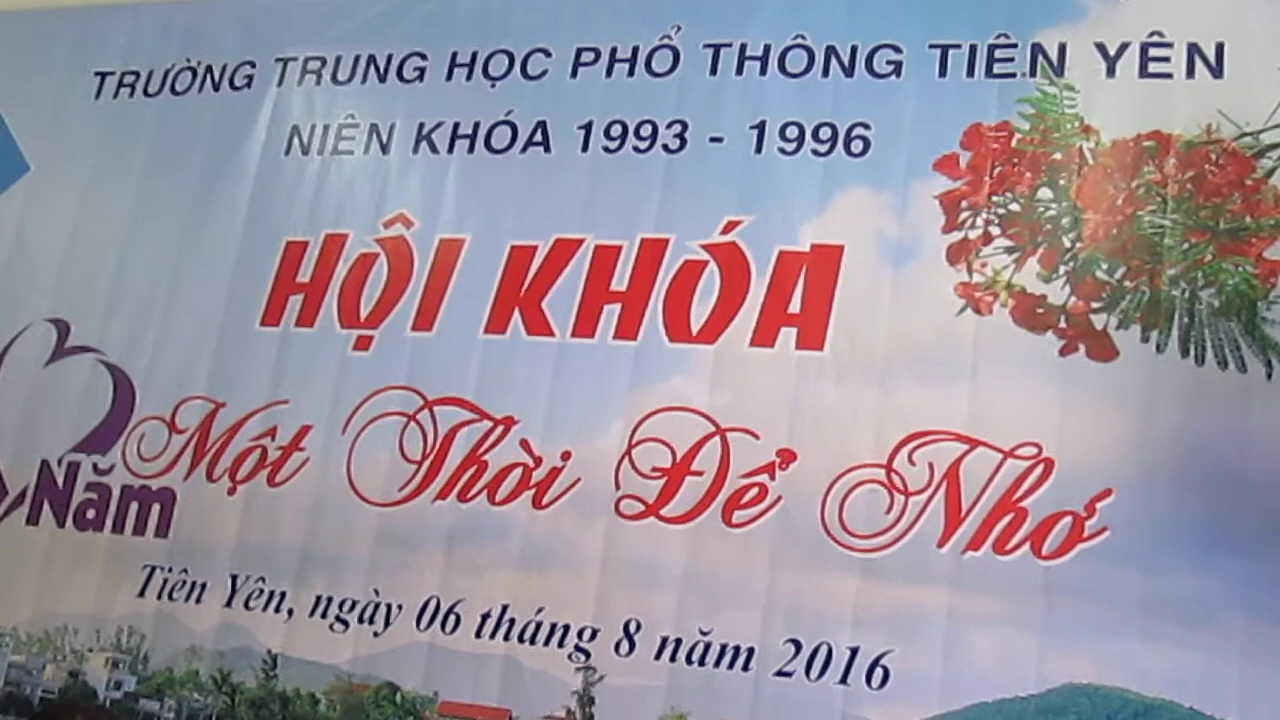 TRƯỜNG TRUNG HỌC PHỔ THÔNG TIÊN YÊN
NIÊN KHÓA 1993 - 1996
HỘI KHÓA
Một Thời Để Nhớ
Năm
Tiên Yên, ngày 06 tháng 8 năm 2016